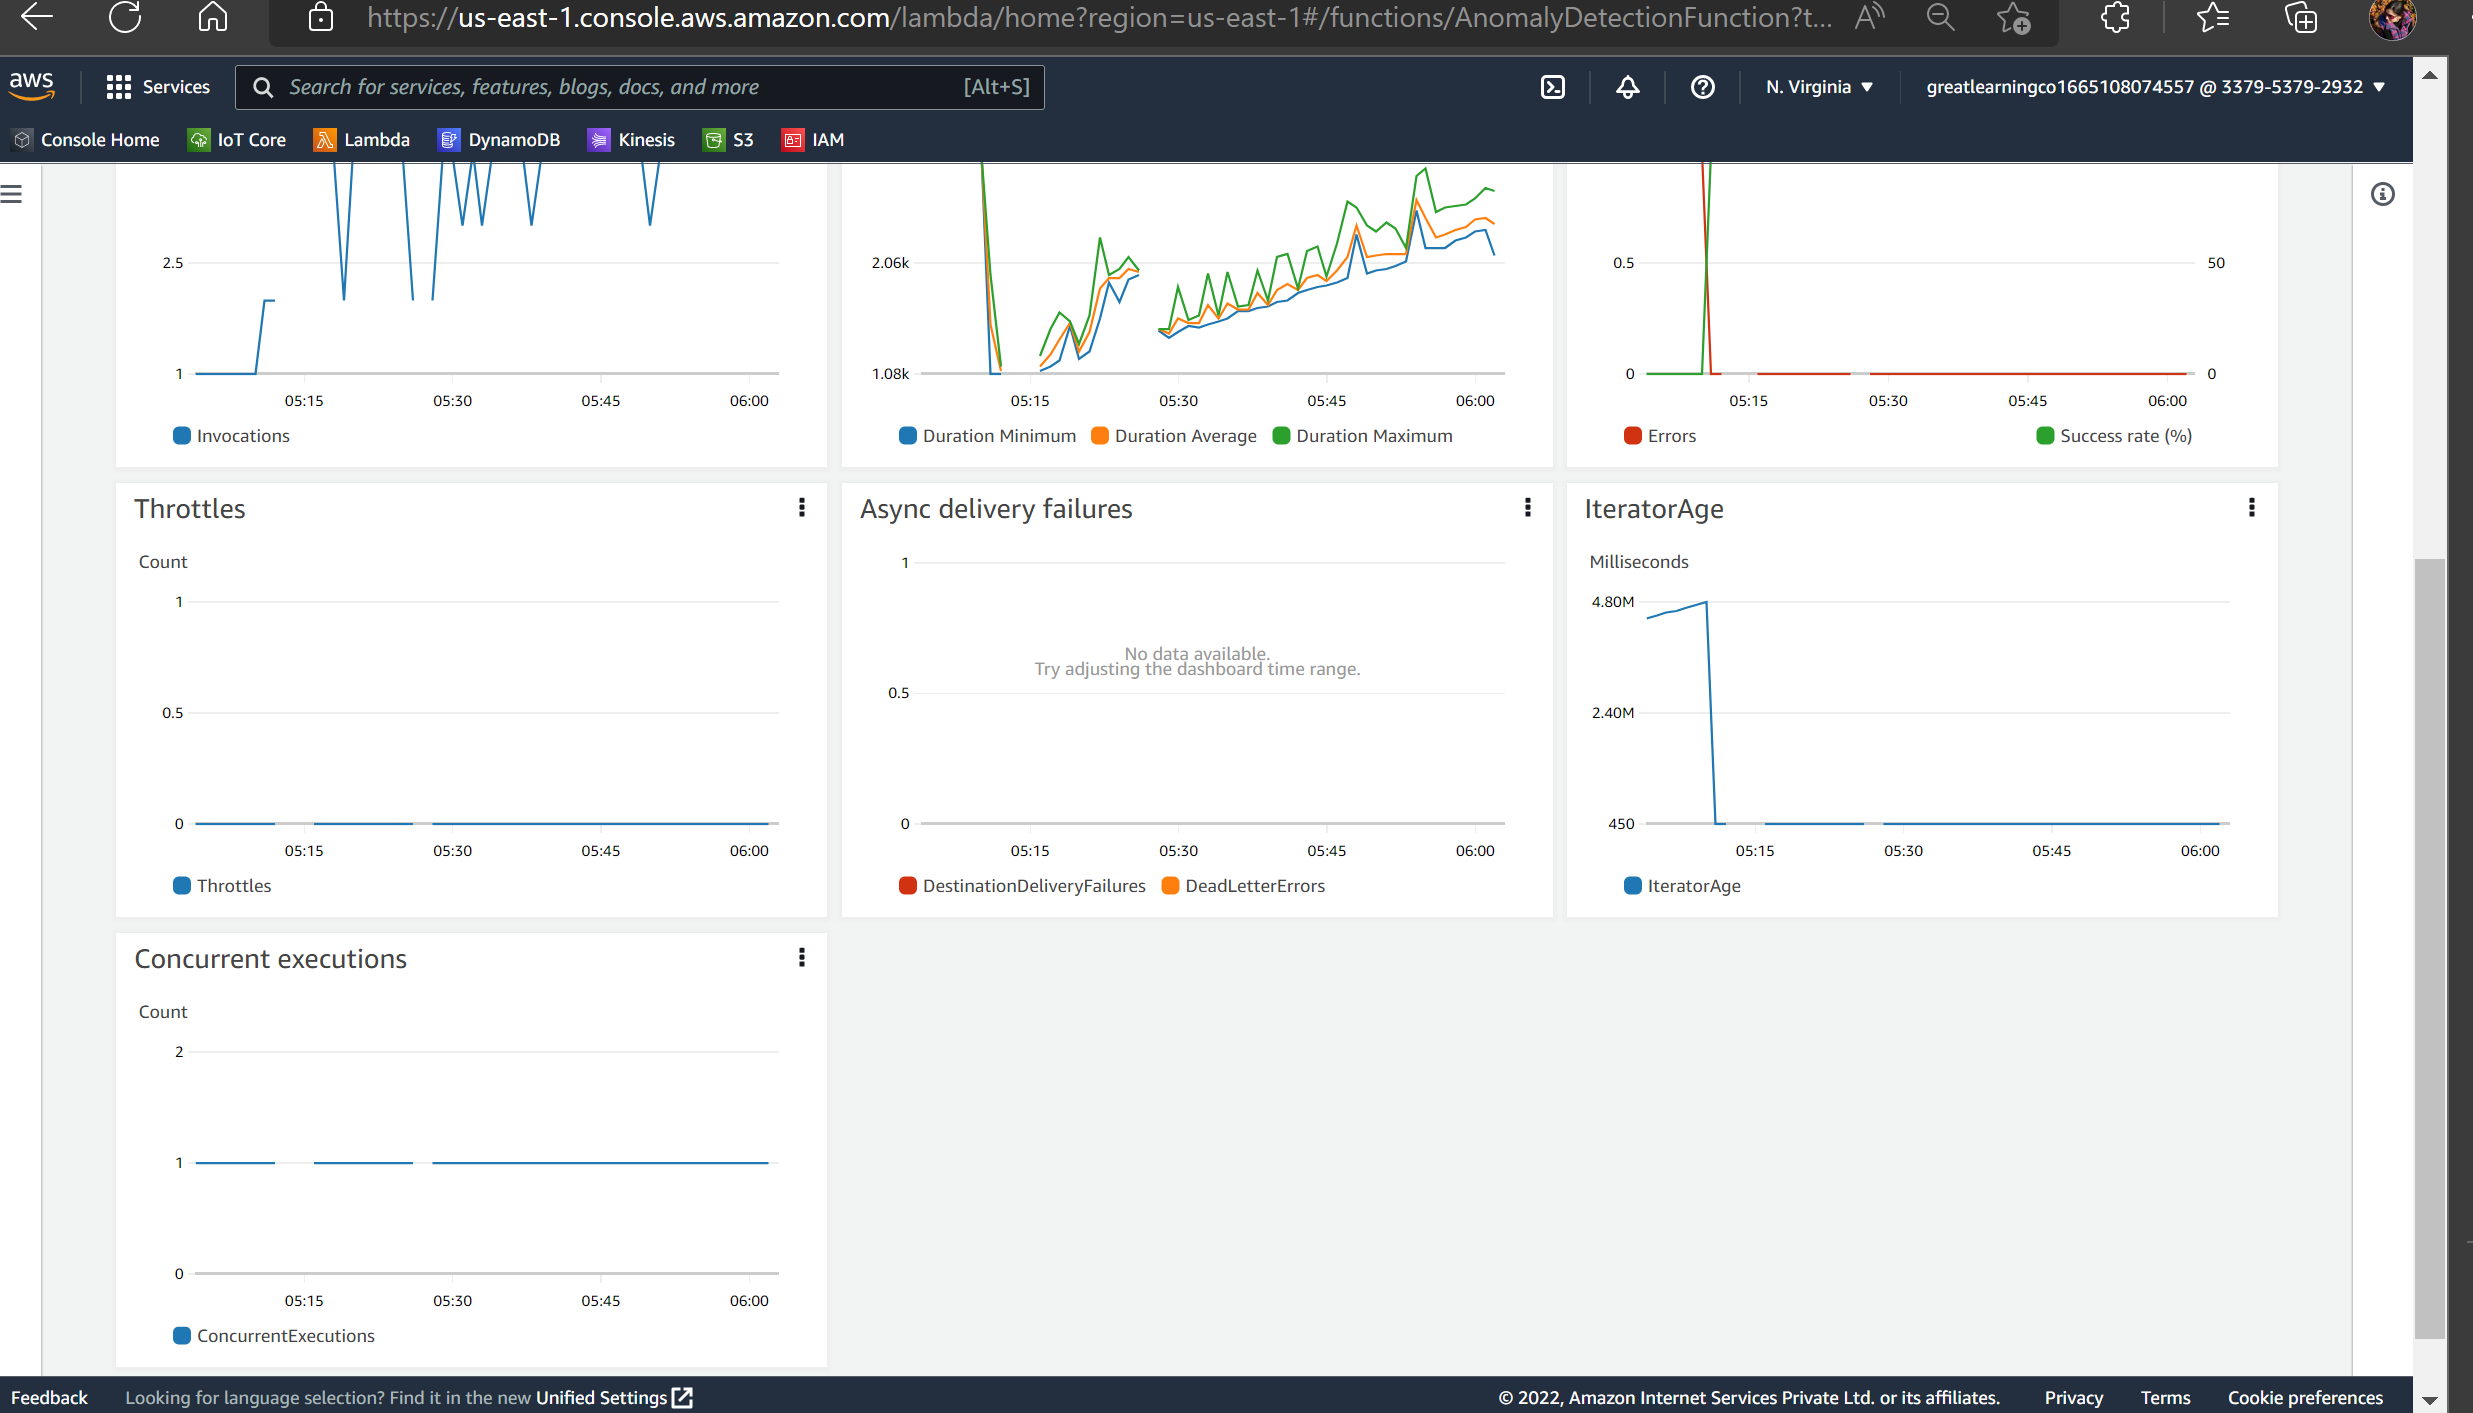 https://us-east-1.console.aws.amazon.com/lambda/home?region=us-east-1#/functions/AnomalyDetectionFunction?t...
aws Services Search for services, features, blogs, docs, and more [Alt+S] N. Virginia greatlearningco1665108074557 @ 3379-5379-2932
Console Home IoT Core Lambda DynamoDB Kinesis S3 IAM
2.5
1
05:15 05:30 05:45 06:00
Invocations
2.06k
1.08k
05:15 05:30 05:45 06:00
Duration Minimum Duration Average Duration Maximum
0.5 50
0 0
05:15 05:30 05:45 06:00
Errors Success rate (%)
Throttles
Count
1
0.5
0
05:15 05:30 05:45 06:00
Throttles
Async delivery failures
1
No data available.
Try adjusting the dashboard time range.
0.5
0
05:15 05:30 05:45 06:00
DestinationDeliveryFailures DeadLetterErrors
IteratorAge
Milliseconds
4.80M
2.40M
450
05:15 05:30 05:45 06:00
IteratorAge
Concurrent executions
Count
2
1
0
05:15 05:30 05:45 06:00
ConcurrentExecutions
Feedback Looking for language selection? Find it in the new Unified Settings © 2022, Amazon Internet Services Private Ltd. or its affiliates. Privacy Terms Cookie preferences